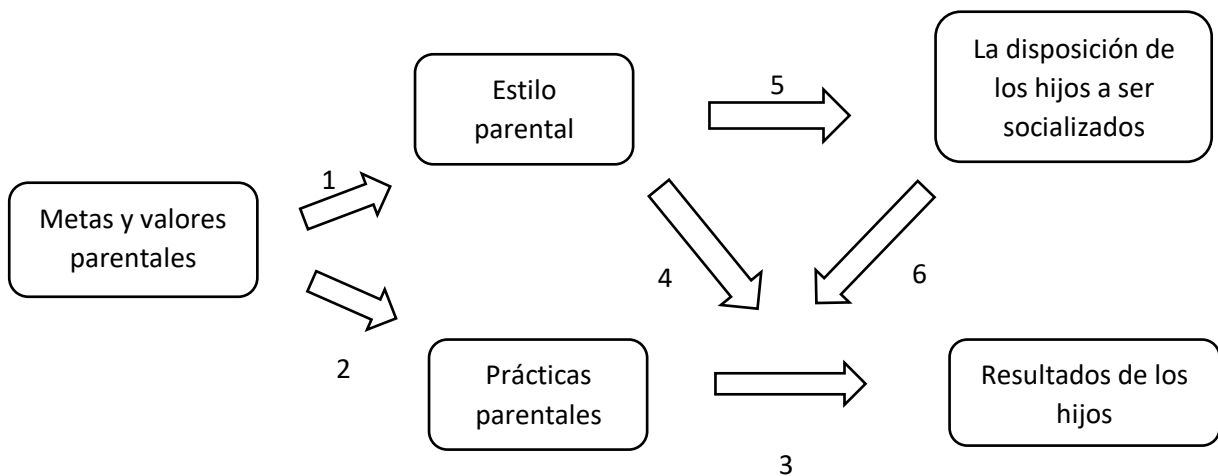 La disposición de
los hijos a ser
socializados
5
Estilo
parental
1
Metas y valores
parentales
4
6
2
Prácticas
parentales
Resultados de los
hijos
3